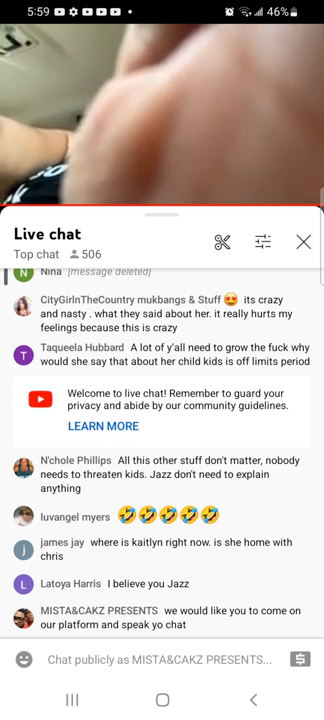 5:59
46%
Live chat
Top chat 506
N Nina [message deleted]
CityGirlnTheCountry mukbangs & Stuff 😍 its crazy
and nasty . what they said about her. it really hurts my
feelings because this is crazy
T Taqueela Hubbard A lot of y'all need to grow the fuck why
would she say that about her child kids is off limits period
Welcome to live chat! Remember to guard your
privacy and abide by our community guidelines.
LEARN MORE
N'chole Phillips All this other stuff don't matter, nobody
needs to threaten kids. Jazz don't need to explain
anything
luvangel myers 🤣🤣🤣🤣🤣
j james jay where is kaitlyn right now. is she home with
chris
L Latoya Harris I believe you Jazz
MISTA&CAKZ PRESENTS we would like you to come on
our platform and speak yo chat
Chat publicly as MISTA&CAKZ PRESENTS...